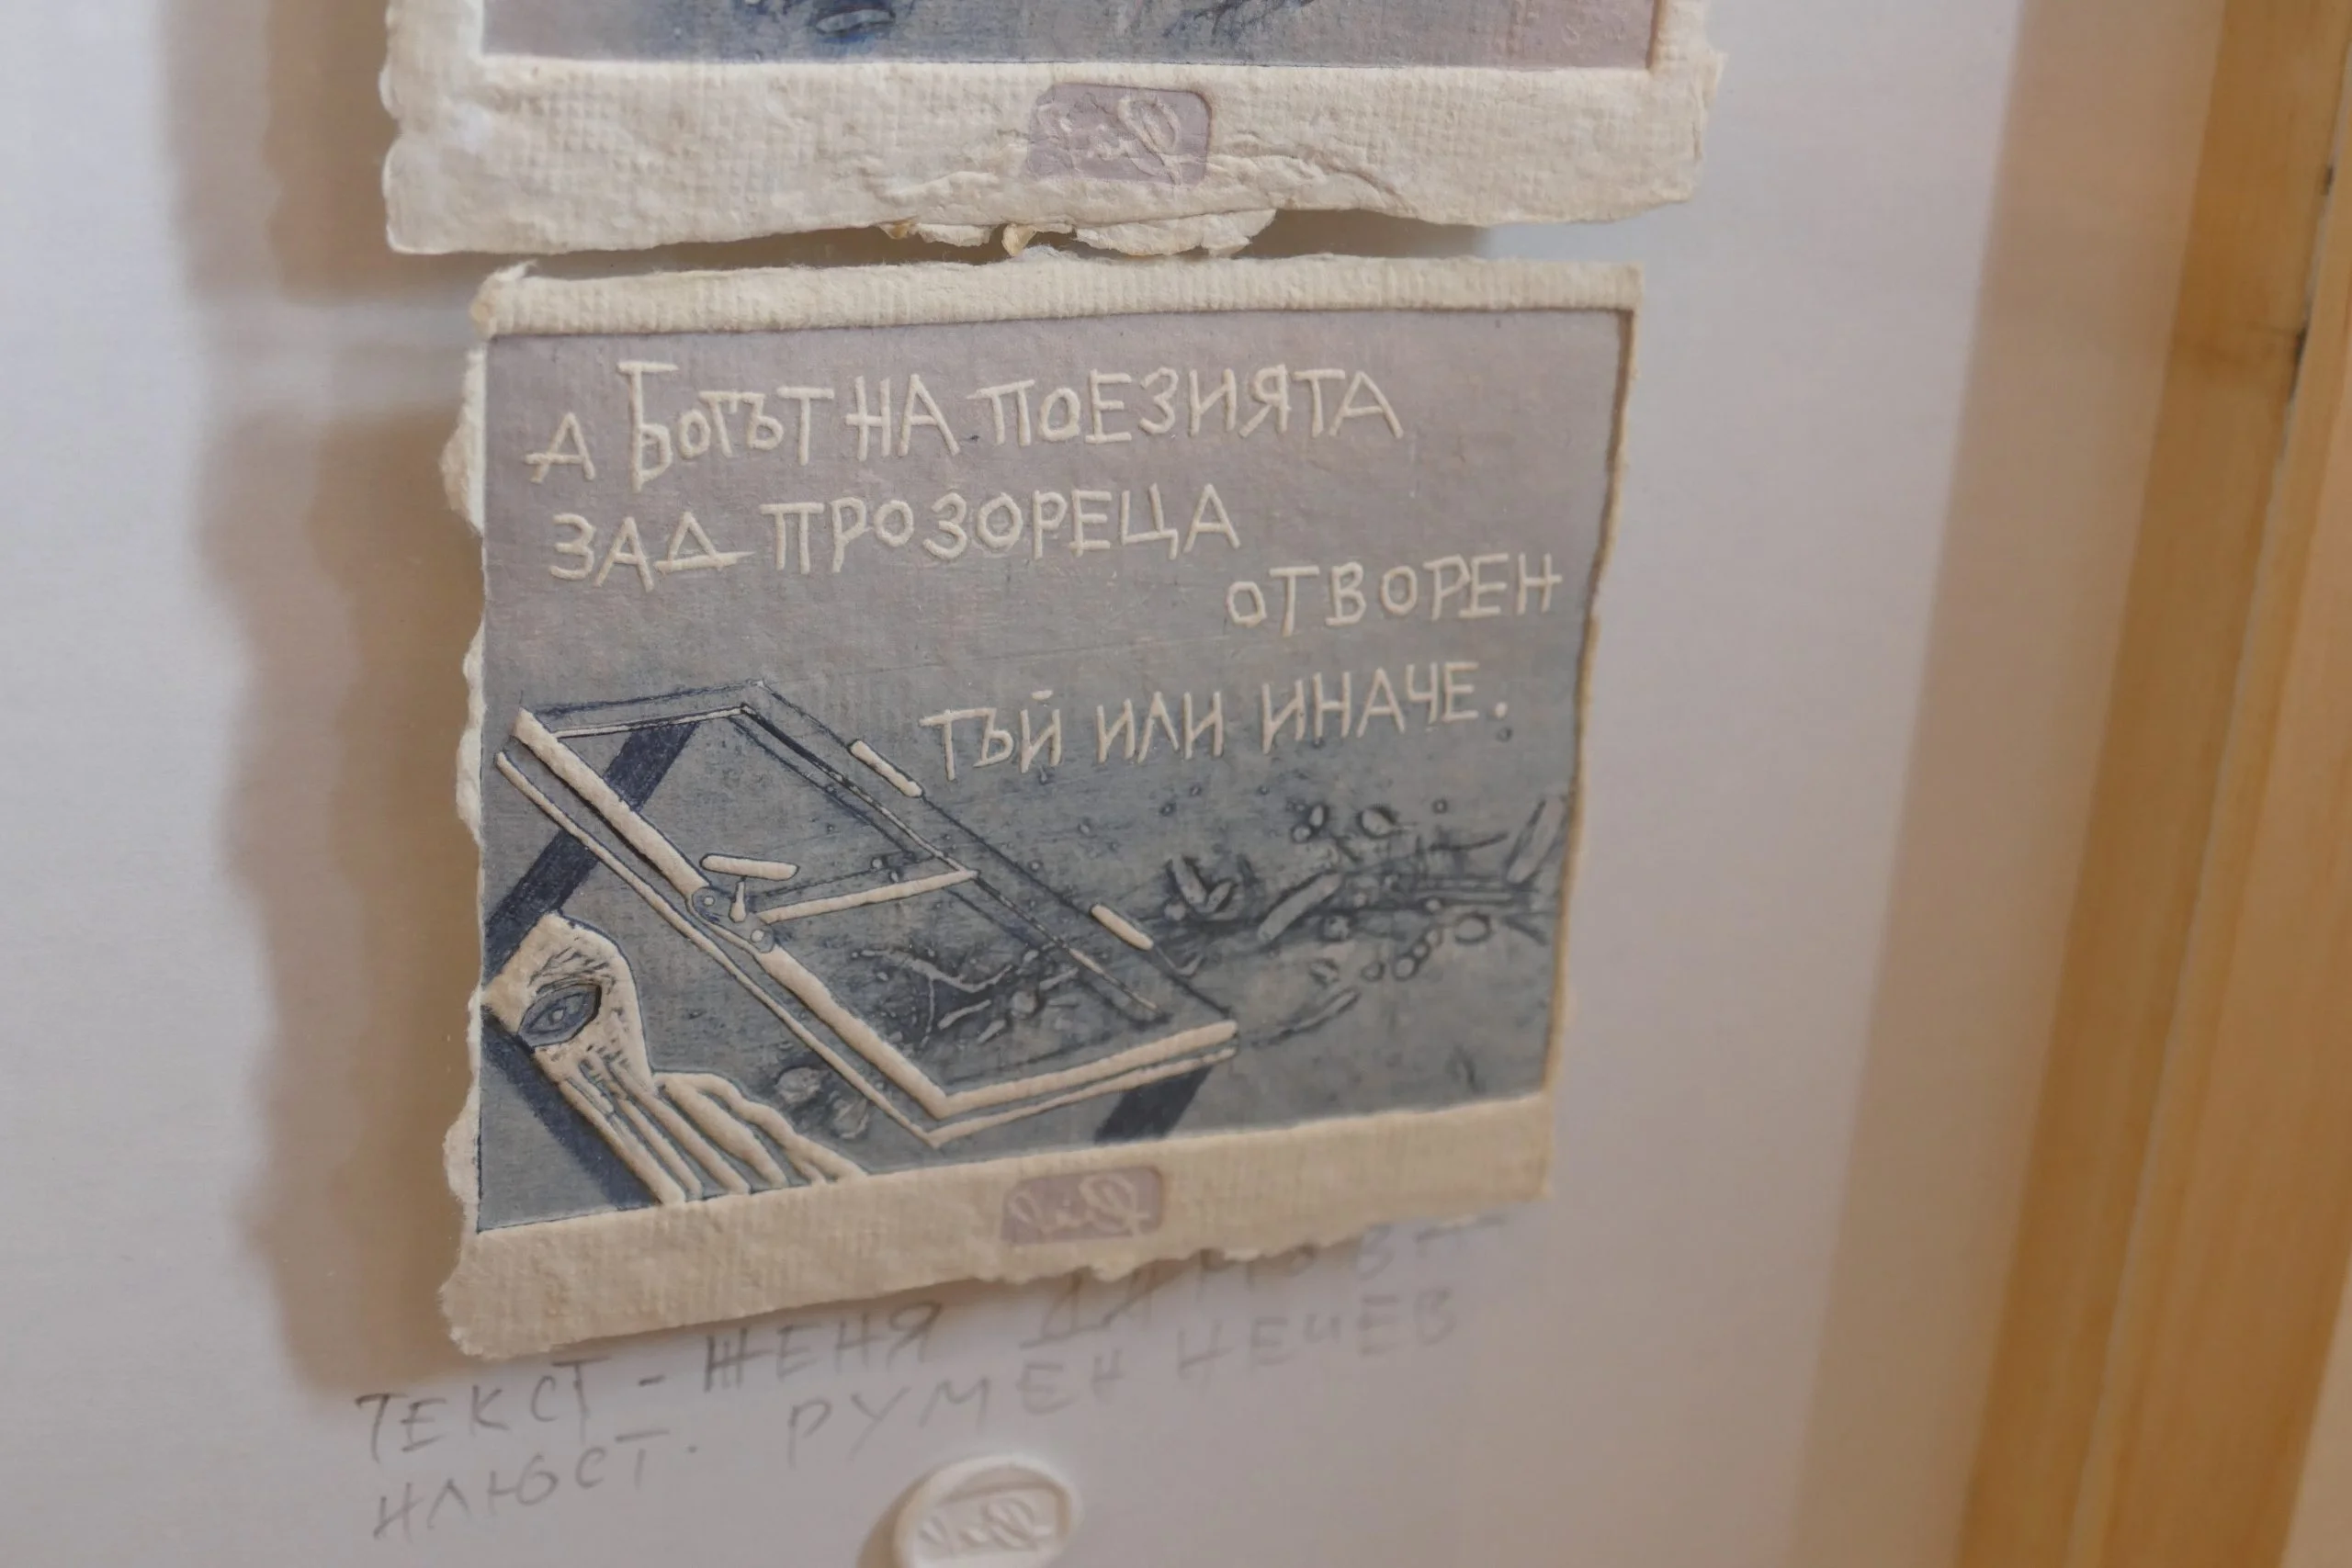 А БОГЪТ НА ПОЕЗИЯТА
ЗАД ПРОЗОРЕЦА
ОТВОРЕН
ТЪЙ ИЛИ ИНАЧЕ.
ТЕКСТ - ЖЕНЯ
ИЛЮСТ. РУМЕН НЕЧЕВ